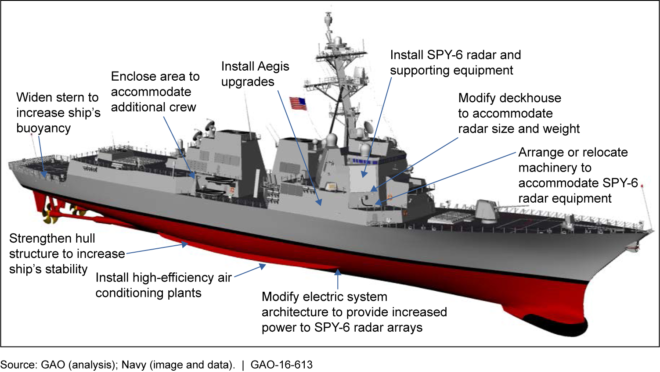 Install Aegis
upgrades
Install SPY-6 radar and
supporting equipment
Enclose area to
accommodate
additional crew
Widen stern to
increase ship's
buoyancy
Modify deckhouse
to accommodate
radar size and weight
Arrange or relocate
machinery to
accommodate SPY-6
radar equipment
Strengthen hull
structure to increase
ship's stability
Install high-efficiency air
conditioning plants
Modify electric system
architecture to provide increased
power to SPY-6 radar arrays
Source: GAO (analysis); Navy (image and data). | GAO-16-613